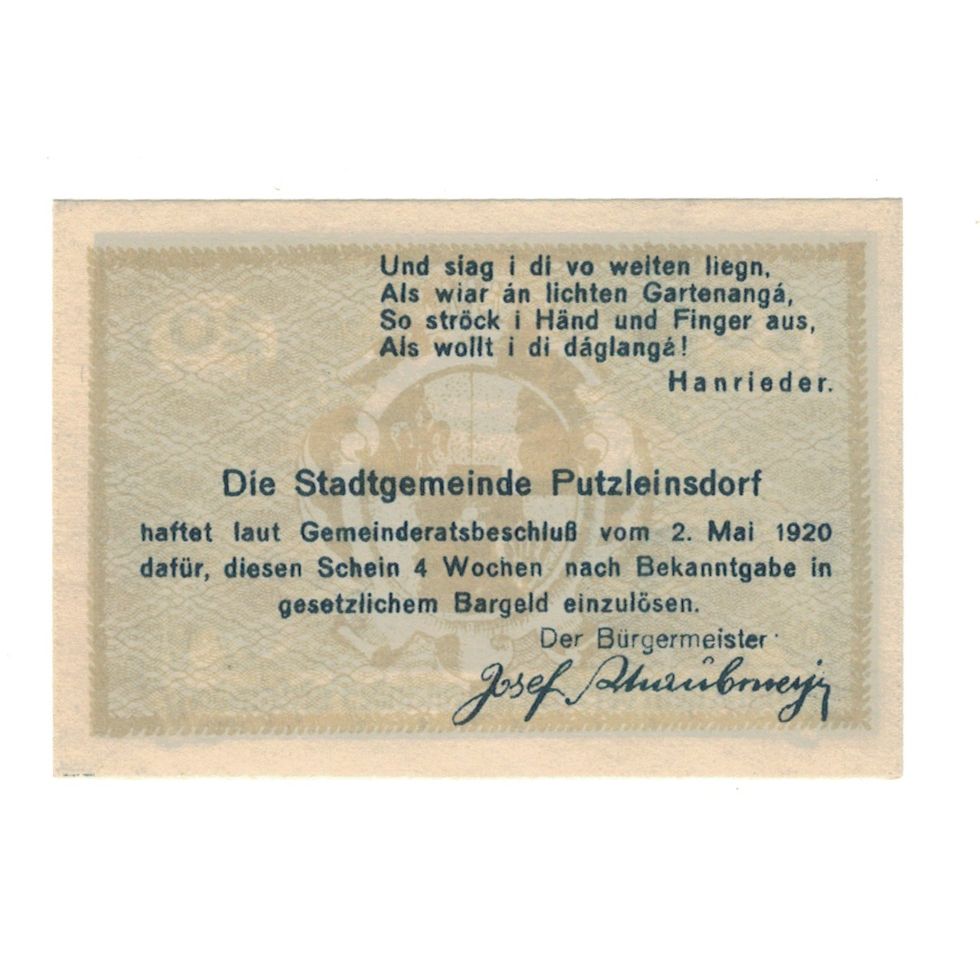 Und siag i di vo weiten liegn,
Als wiar án lichten Gartenangá,
So ströck i Händ und Finger aus,
Als wollt i di dáglangá!
Hanrieder.
Die Stadtgemeinde Putzleinsdorf
haftet laut Gemeinderatsbeschluß vom 2. Mai 1920
dafür, diesen Schein 4 Wochen nach Bekanntgabe in
gesetzlichem Bargeld einzulösen.
Der Bürgermeister
Josef